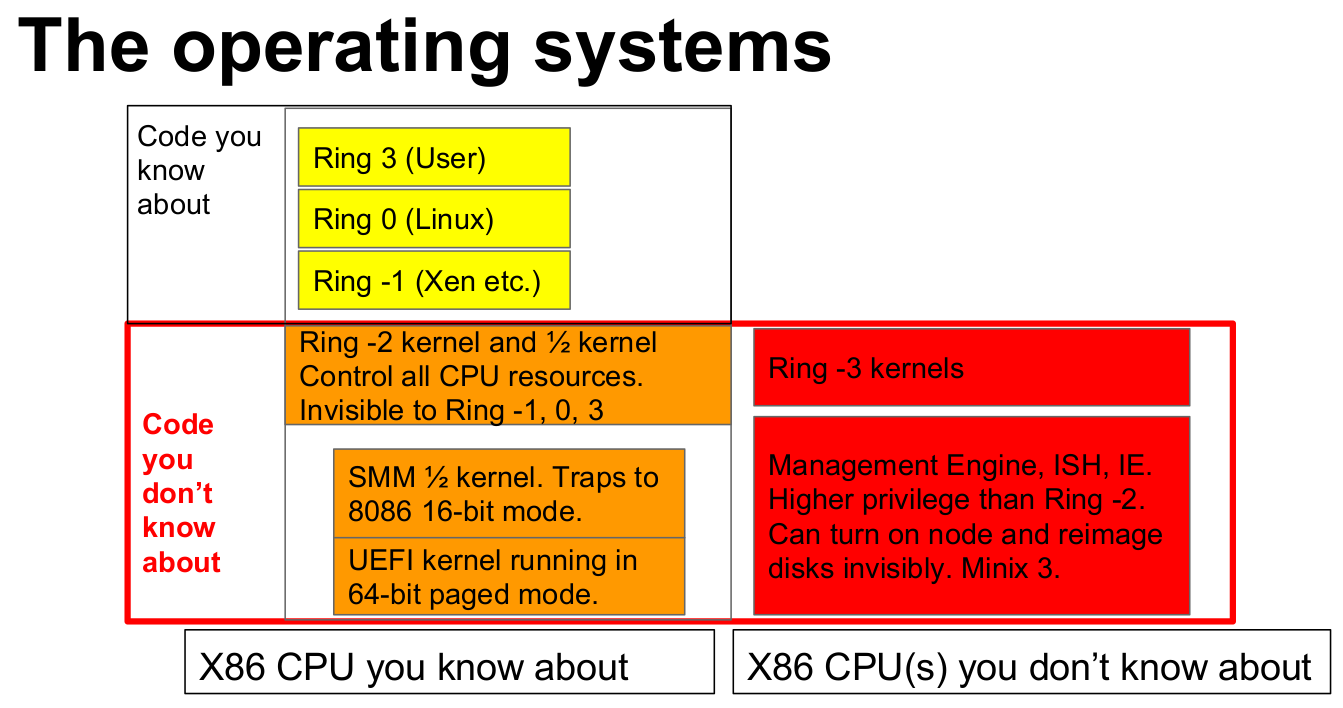 The operating systems
Code you
know
about
Ring 3 (User)
Ring 0 (Linux)
Ring -1 (Xen etc.)
Code
you
don’t
know
about
Ring -2 kernel and ½ kernel
Control all CPU resources.
Invisible to Ring -1, 0, 3
SMM ½ kernel. Traps to
8086 16-bit mode.
UEFI kernel running in
64-bit paged mode.
Ring -3 kernels
Management Engine, ISH, IE.
Higher privilege than Ring -2.
Can turn on node and reimage
disks invisibly. Minix 3.
X86 CPU you know about
X86 CPU(s) you don’t know about